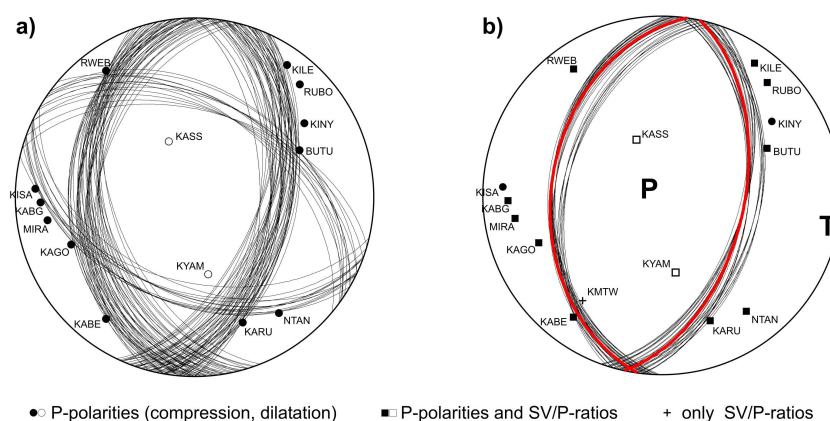 a)
RWEB
KILE
RUBO
KASS
KINY
BUTU
KISA
KABG
MIRA
KAGO
KYAM
KABE
KARU
NTAN
b)
RWEB
KILE
RUBO
KASS
KINY
BUTU
P
KISA
KABG
MIRA
T
KAGO
KYAM
KMTW
KABE
KARU
NTAN
P-polarities (compression, dilatation)
P-polarities and SV/P-ratios
+ only SV/P-ratios